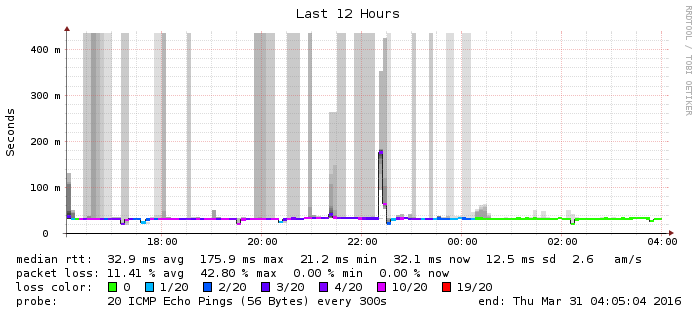 Last 12 Hours
RRDTOOL / TOBI OETIKER
Seconds
400 m
300 m
200 m
100 m
0
18:00 20:00 22:00 00:00 02:00 04:00
median rtt: 32.9 ms avg 175.9 ms max 21.2 ms min 32.1 ms now 12.5 ms sd 2.6 am/s
packet loss: 11.41 % avg 42.80 % max 0.00 % min 0.00 % now
loss color: 0 1/20 2/20 3/20 4/20 10/20 19/20
probe: 20 ICMP Echo Pings (56 Bytes) every 300s end: Thu Mar 31 04:05:04 2016